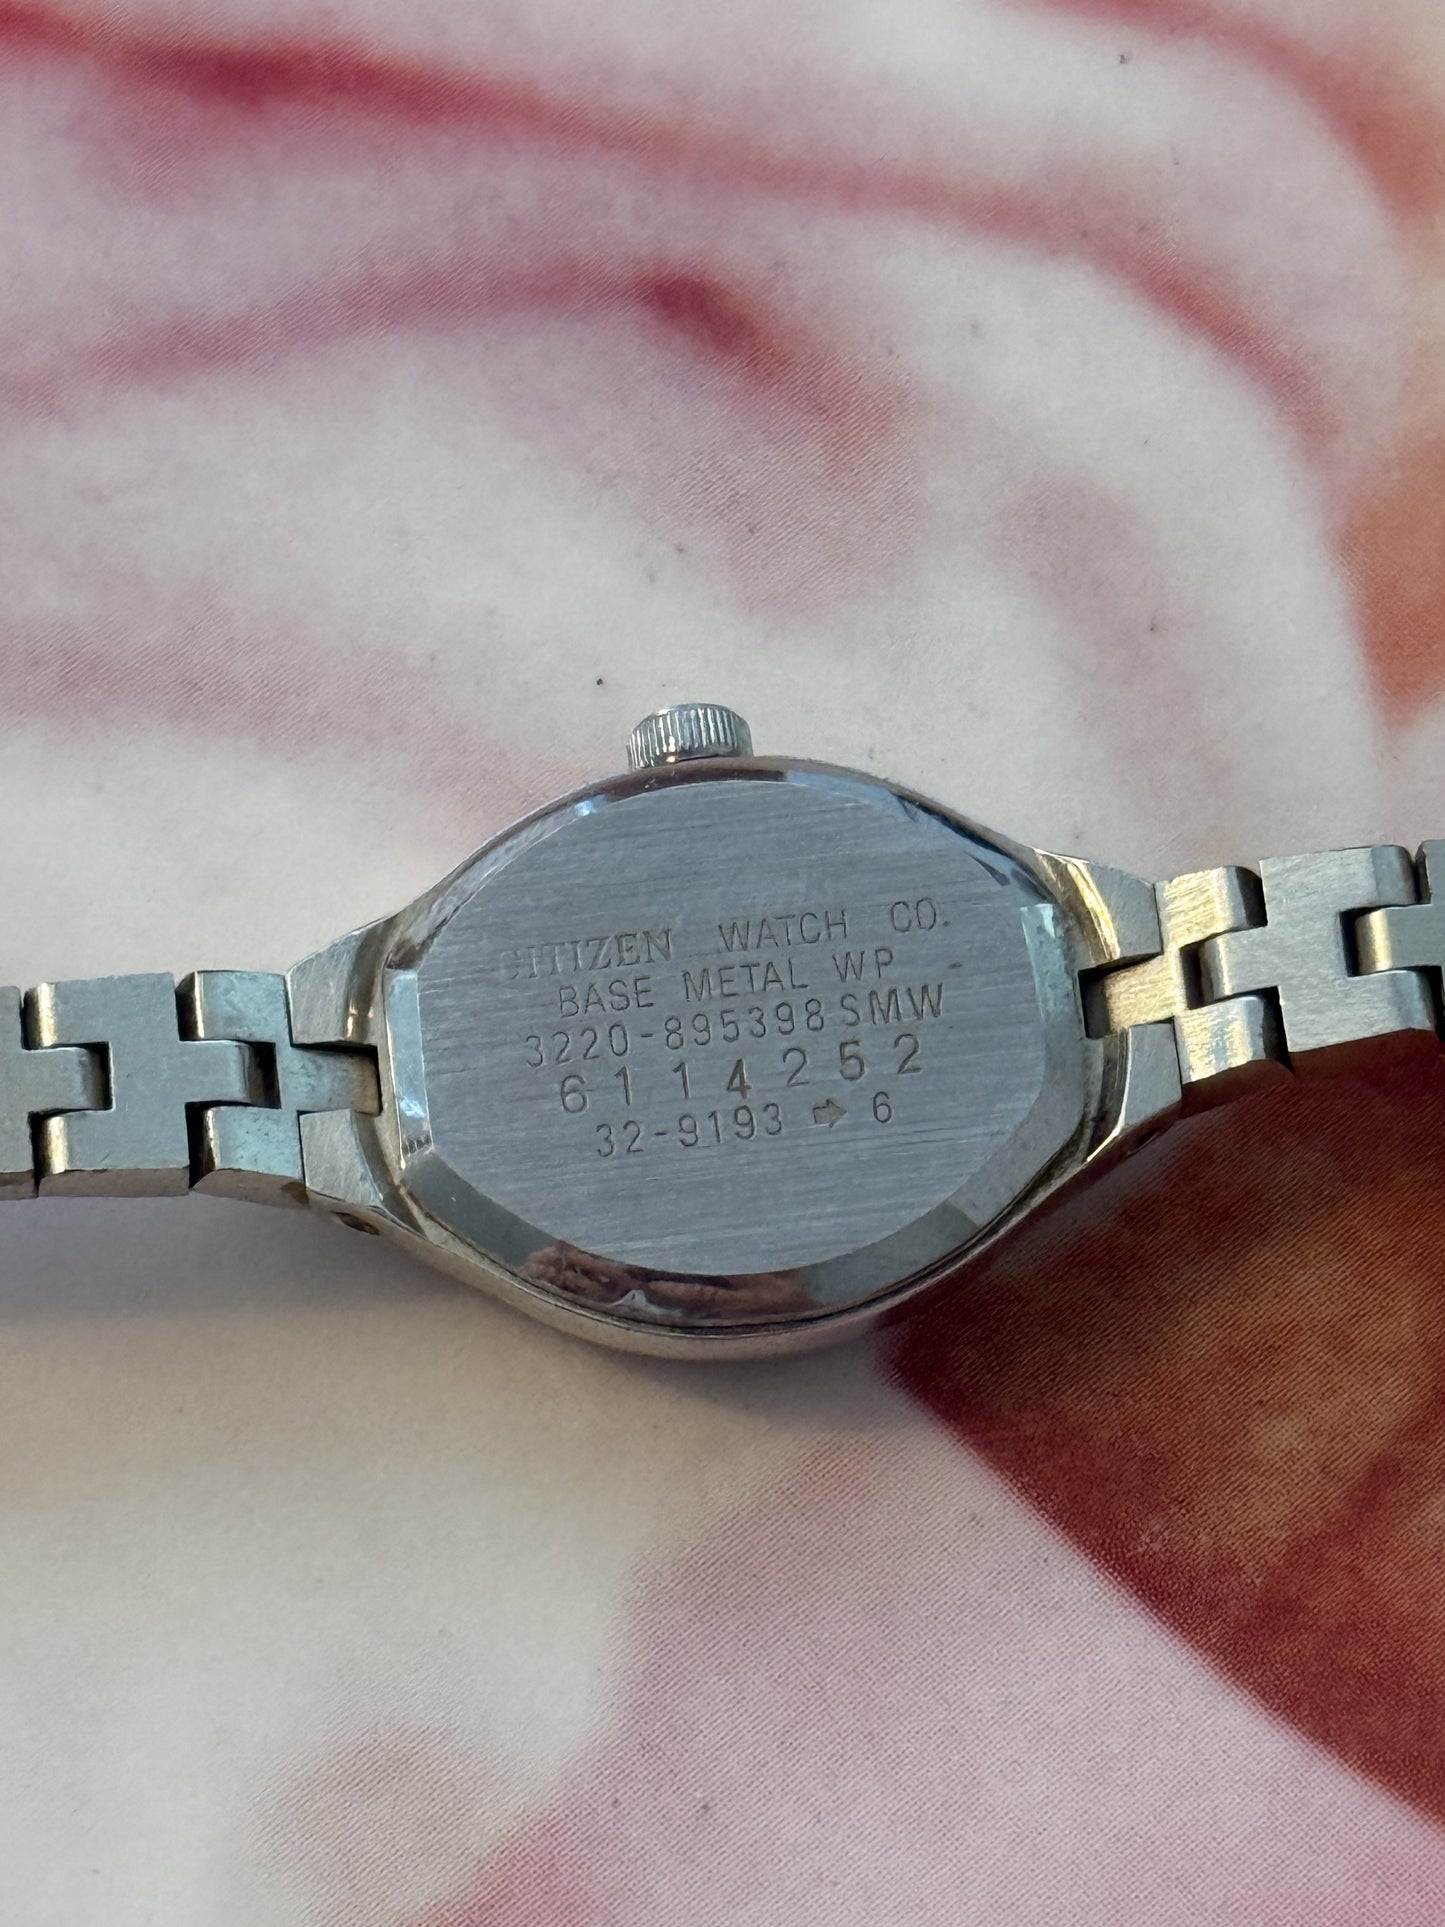 CITIZEN WATCH CO.
BASE METAL WP
3220-895398 SMW
6114252
32-9193 ➩ 6